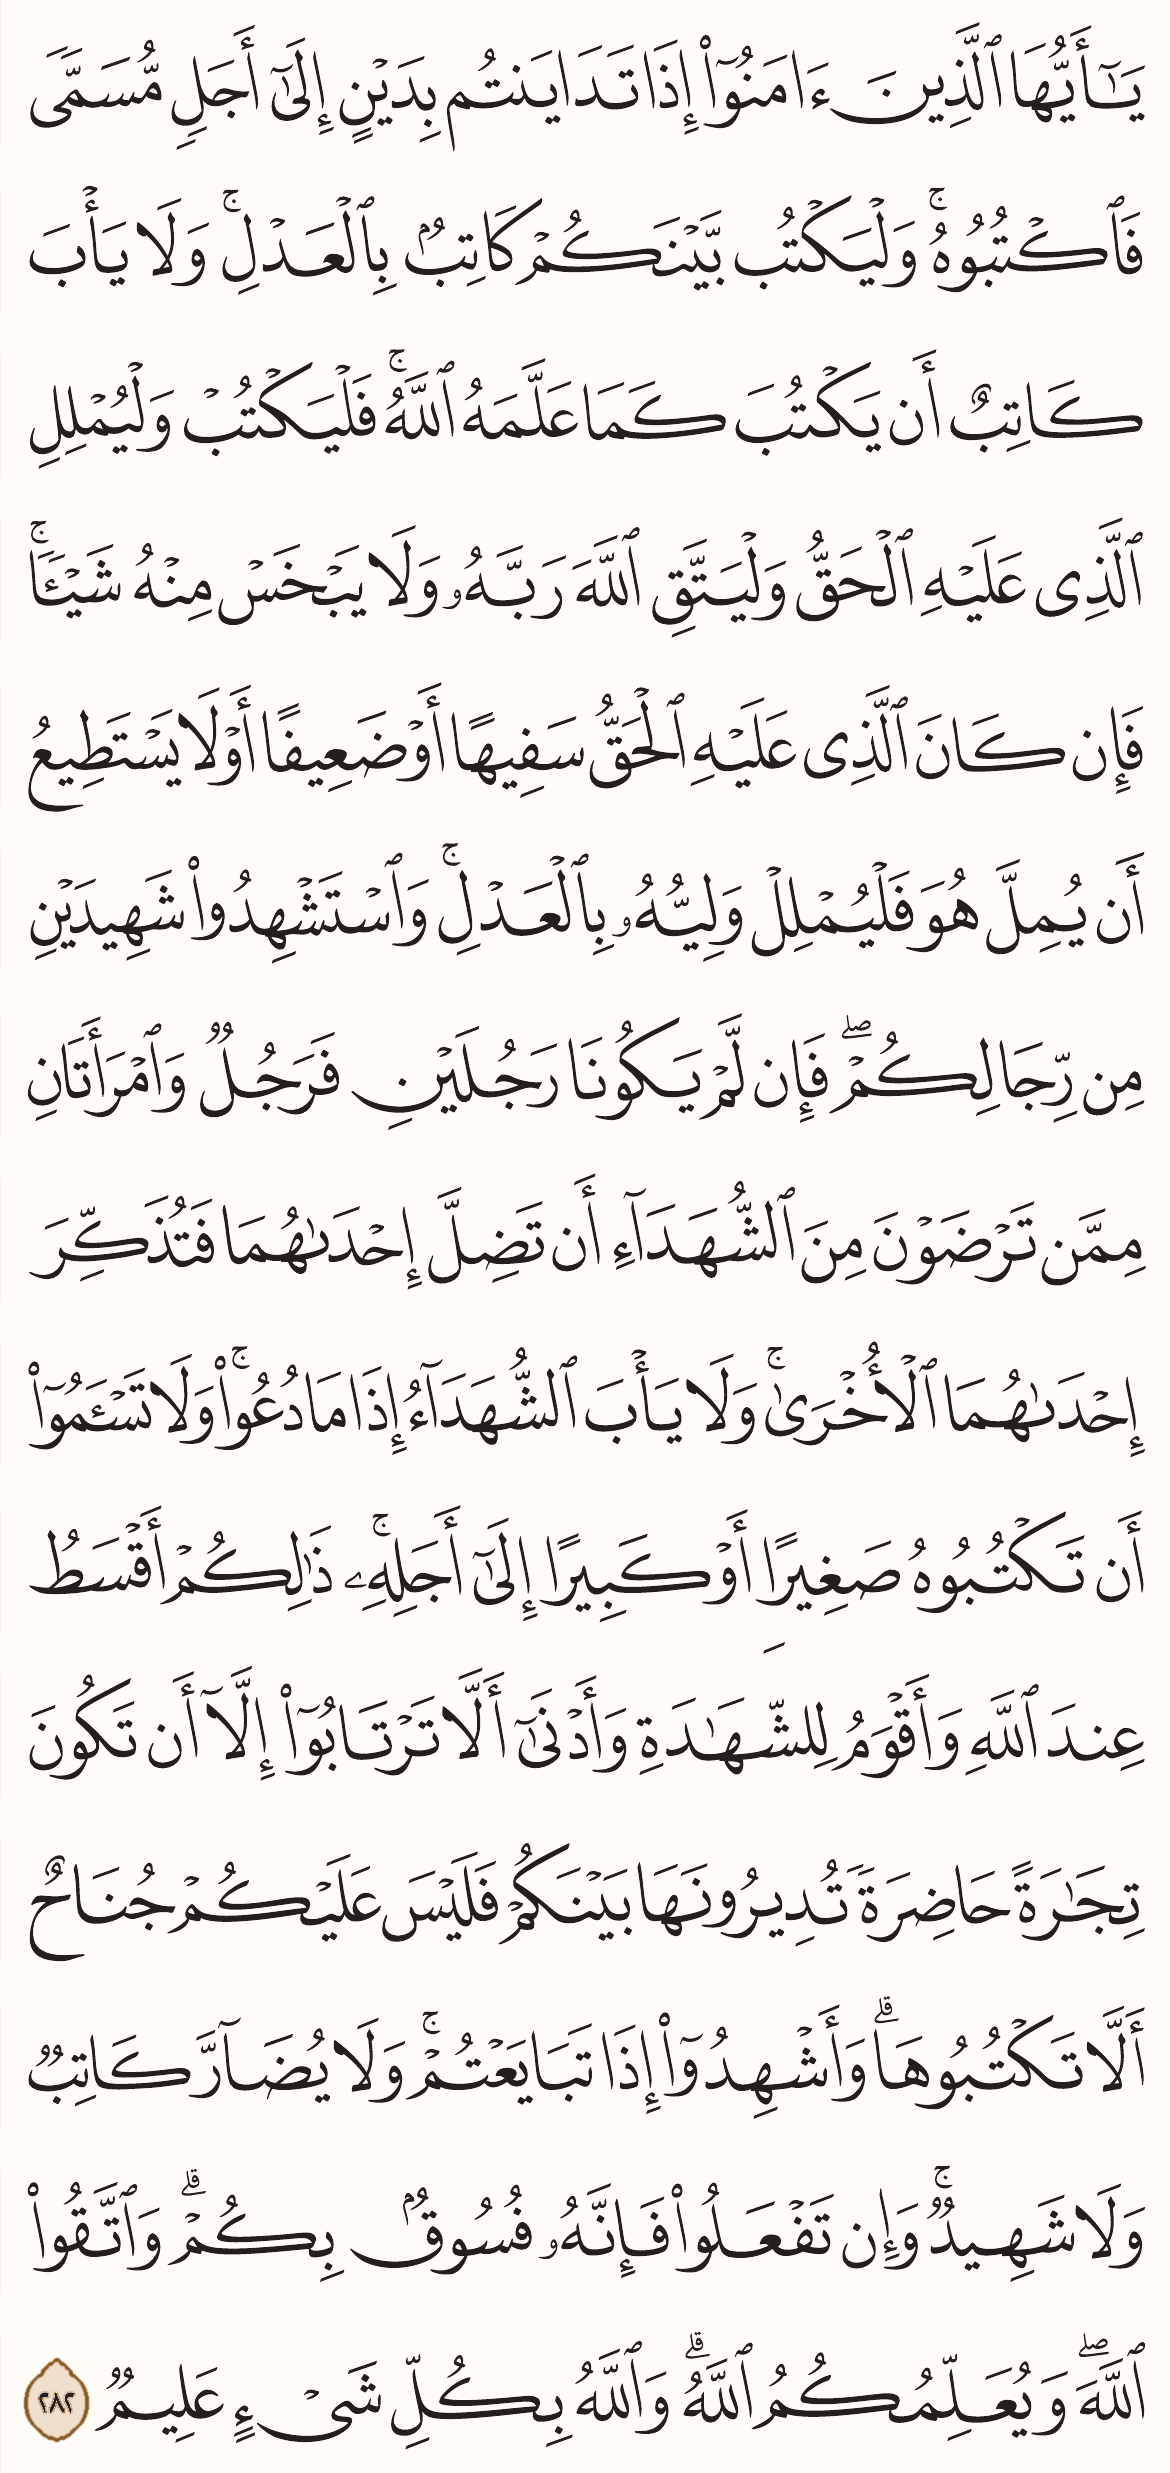 يَـٰٓأَيُّهَا ٱلَّذِينَ ءَامَنُوٓا۟ إِذَا تَدَايَنتُم بِدَيْنٍ إِلَىٰٓ أَجَلٍ مُّسَمًّى
فَٱكْتُبُوهُ ۚ وَلْيَكْتُب بَّيْنَكُمْ كَاتِبٌۢ بِٱلْعَدْلِ ۚ وَلَا يَأْبَ
كَاتِبٌ أَن يَكْتُبَ كَمَا عَلَّمَهُ ٱللَّهُ ۚ فَلْيَكْتُبْ وَلْيُمْلِلِ
ٱلَّذِى عَلَيْهِ ٱلْحَقُّ وَلْيَتَّقِ ٱللَّهَ رَبَّهُۥ وَلَا يَبْخَسْ مِنْهُ شَيْـًٔا ۚ
فَإِن كَانَ ٱلَّذِى عَلَيْهِ ٱلْحَقُّ سَفِيهًا أَوْ ضَعِيفًا أَوْ لَا يَسْتَطِيعُ
أَن يُمِلَّ هُوَ فَلْيُمْلِلْ وَلِيُّهُۥ بِٱلْعَدْلِ ۚ وَٱسْتَشْهِدُوا۟ شَهِيدَيْنِ
مِن رِّجَالِكُمْ ۖ فَإِن لَّمْ يَكُونَا رَجُلَيْنِ فَرَجُلٌ وَٱمْرَأَتَانِ
مِمَّن تَرْضَوْنَ مِنَ ٱلشُّهَدَآءِ أَن تَضِلَّ إِحْدَىٰهُمَا فَتُذَكِّرَ
إِحْدَىٰهُمَا ٱلْأُخْرَىٰ ۚ وَلَا يَأْبَ ٱلشُّهَدَآءُ إِذَا مَا دُعُوا۟ ۚ وَلَا تَسْـَٔمُوٓا۟
أَن تَكْتُبُوهُ صَغِيرًا أَوْ كَبِيرًا إِلَىٰٓ أَجَلِهِۦ ۚ ذَٰلِكُمْ أَقْسَطُ
عِندَ ٱللَّهِ وَأَقْوَمُ لِلشَّهَـٰدَةِ وَأَدْنَىٰٓ أَلَّا تَرْتَابُوٓا۟ إِلَّآ أَن تَكُونَ
تِجَـٰرَةً حَاضِرَةً تُدِيرُونَهَا بَيْنَكُمْ فَلَيْسَ عَلَيْكُمْ جُنَاحٌ
أَلَّا تَكْتُبُوهَا ۗ وَأَشْهِدُوٓا۟ إِذَا تَبَايَعْتُمْ ۚ وَلَا يُضَآرَّ كَاتِبٌ
وَلَا شَهِيدٌ ۚ وَإِن تَفْعَلُوا۟ فَإِنَّهُۥ فُسُوقٌۢ بِكُمْ ۗ وَٱتَّقُوا۟
ٱللَّهَ ۖ وَيُعَلِّمُكُمُ ٱللَّهُ ۗ وَٱللَّهُ بِكُلِّ شَىْءٍ عَلِيمٌ ٢٨٢